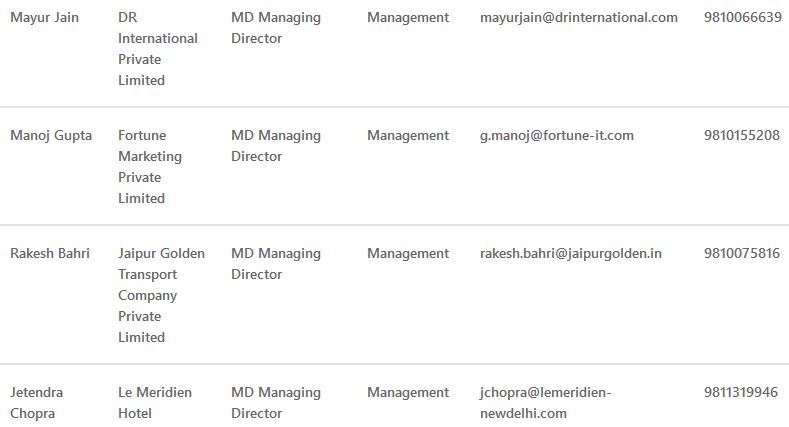 Mayur Jain DR MD Managing Management mayurjain@drinternational.com 9810066639
International Director
Private
Limited
Manoj Gupta Fortune MD Managing Management g.manoj@fortune-it.com 9810155208
Marketing Director
Private
Limited
Rakesh Bahri Jaipur Golden MD Managing Management rakesh.bahri@jaipurgolden.in 9810075816
Transport Director
Company
Private
Limited
Jetendra Le Meridien MD Managing Management jchopra@lemeridien- 9811319946
Chopra Hotel Director newdelhi.com